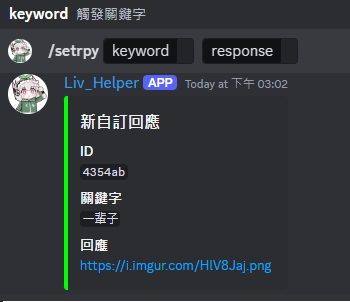 keyword 觸發關鍵字
/setrpy keyword response
Liv_Helper APP Today at 下午 03:02
新自訂回應
ID
4354ab
關鍵字
一輩子
回應
https://i.imgur.com/HlV8Jaj.png